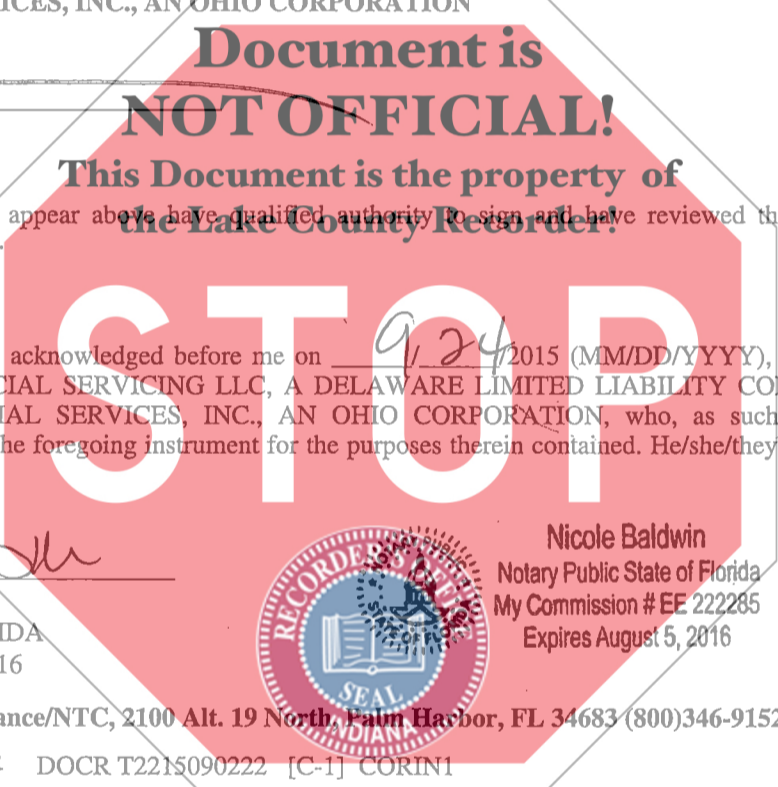 ICES, INC., AN OHIO CORPORATION
Document is
NOT OFFICIAL!
This Document is the property of
the Lake County Recorder!
appear above have qualified authority to sign and have reviewed th
STOP
acknowledged before me on 9/24/2015 (MM/DD/YYYY),
CIAL SERVICING LLC, A DELAWARE LIMITED LIABILITY CO
IAL SERVICES, INC., AN OHIO CORPORATION, who, as such
he foregoing instrument for the purposes therein contained. He/she/they
Nicole Baldwin
Notary Public State of Florida
My Commission # EE 222285
Expires August 5, 2016
NOTARY PUBLIC
STATE OF FLORIDA
RECORDER'S OFFICE
SEAL
INDIANA
IDA
16
ance/NTC, 2100 Alt. 19 North, Palm Harbor, FL 34683 (800)346-9152
DOCR T2215090222 [C-1] CORIN1